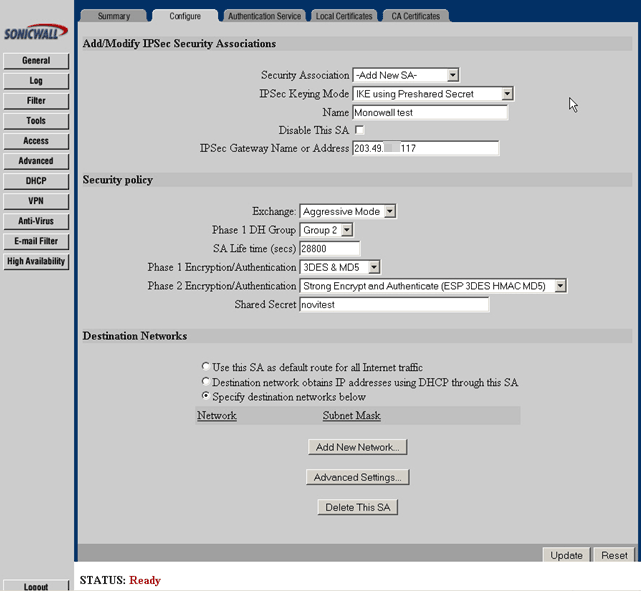 SONICWALL
Summary Configure Authentication Service Local Certificates CA Certificates
General
Log
Filter
Tools
Access
Advanced
DHCP
VPN
Anti-Virus
E-mail Filter
High Availability
Logout
Add/Modify IPSec Security Associations
Security Association -Add New SA-
IPSec Keying Mode IKE using Preshared Secret
Name Monowall test
Disable This SA
IPSec Gateway Name or Address 203.49. 117
Security policy
Exchange: Aggressive Mode
Phase 1 DH Group Group 2
SA Life time (secs) 28800
Phase 1 Encryption/Authentication 3DES & MD5
Phase 2 Encryption/Authentication Strong Encrypt and Authenticate (ESP 3DES HMAC MD5)
Shared Secret novitest
Destination Networks
Use this SA as default route for all Internet traffic
Destination network obtains IP addresses using DHCP through this SA
Specify destination networks below
Network Subnet Mask
Add New Network...
Advanced Settings...
Delete This SA
Update Reset
STATUS: Ready